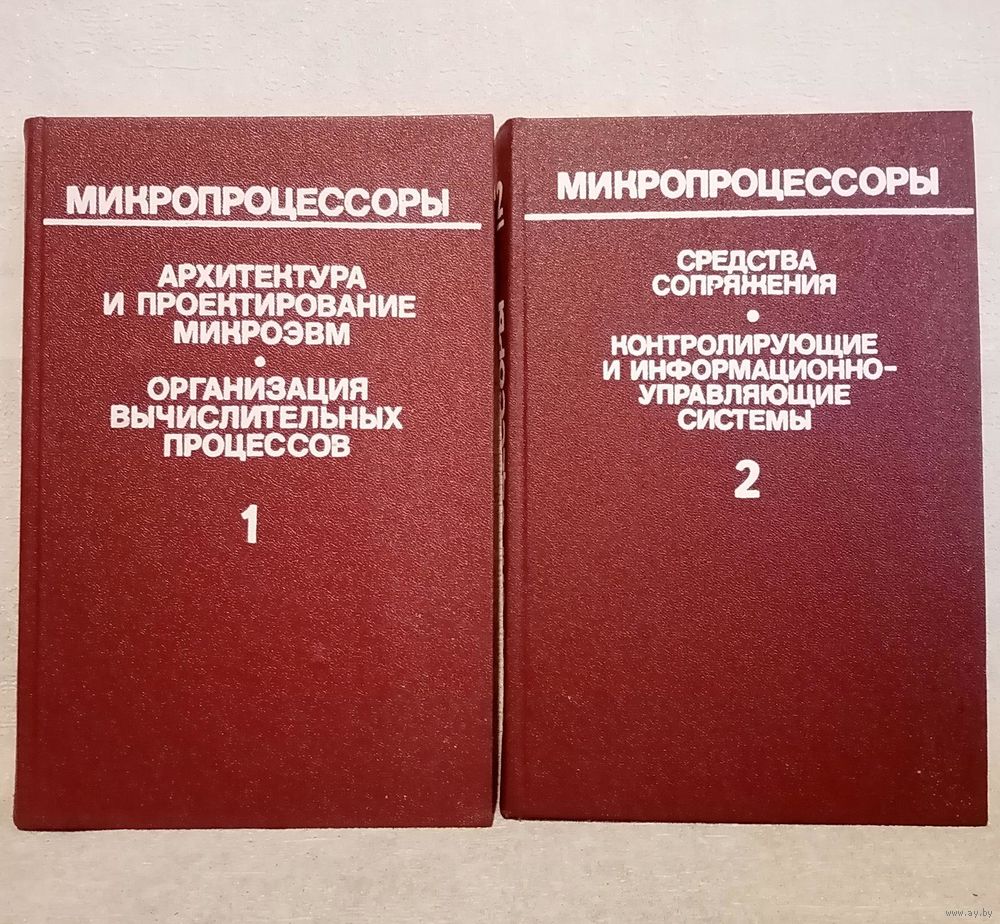 МИКРОПРОЦЕССОРЫ
АРХИТЕКТУРА
И ПРОЕКТИРОВАНИЕ
МИКРОЭВМ
•
ОРГАНИЗАЦИЯ
ВЫЧИСЛИТЕЛЬНЫХ
ПРОЦЕССОВ
1
МИКРОПРОЦЕССОРЫ
СРЕДСТВА
СОПРЯЖЕНИЯ
•
КОНТРОЛИРУЮЩИЕ
И ИНФОРМАЦИОННО-
УПРАВЛЯЮЩИЕ
СИСТЕМЫ
2
www.ay.by